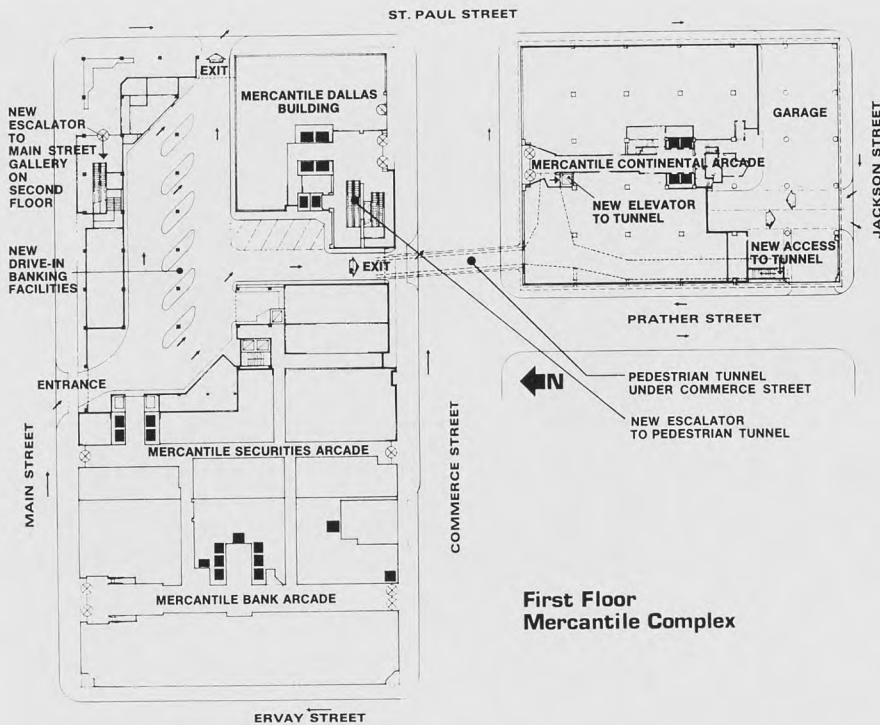 ST. PAUL STREET
EXIT
MERCANTILE DALLAS
BUILDING
NEW
ESCALATOR
TO
MAIN STREET
GALLERY
ON
SECOND
FLOOR
NEW
DRIVE-IN
BANKING
FACILITIES
EXIT
ENTRANCE
MERCANTILE SECURITIES ARCADE
MERCANTILE BANK ARCADE
MAIN STREET
COMMERCE STREET
ERVAY STREET
GARAGE
MERCANTILE CONTINENTAL ARCADE
NEW ELEVATOR
TO TUNNEL
NEW ACCESS
TO TUNNEL
JACKSON STREET
PRATHER STREET
N
PEDESTRIAN TUNNEL
UNDER COMMERCE STREET
NEW ESCALATOR
TO PEDESTRIAN TUNNEL
First Floor
Mercantile Complex